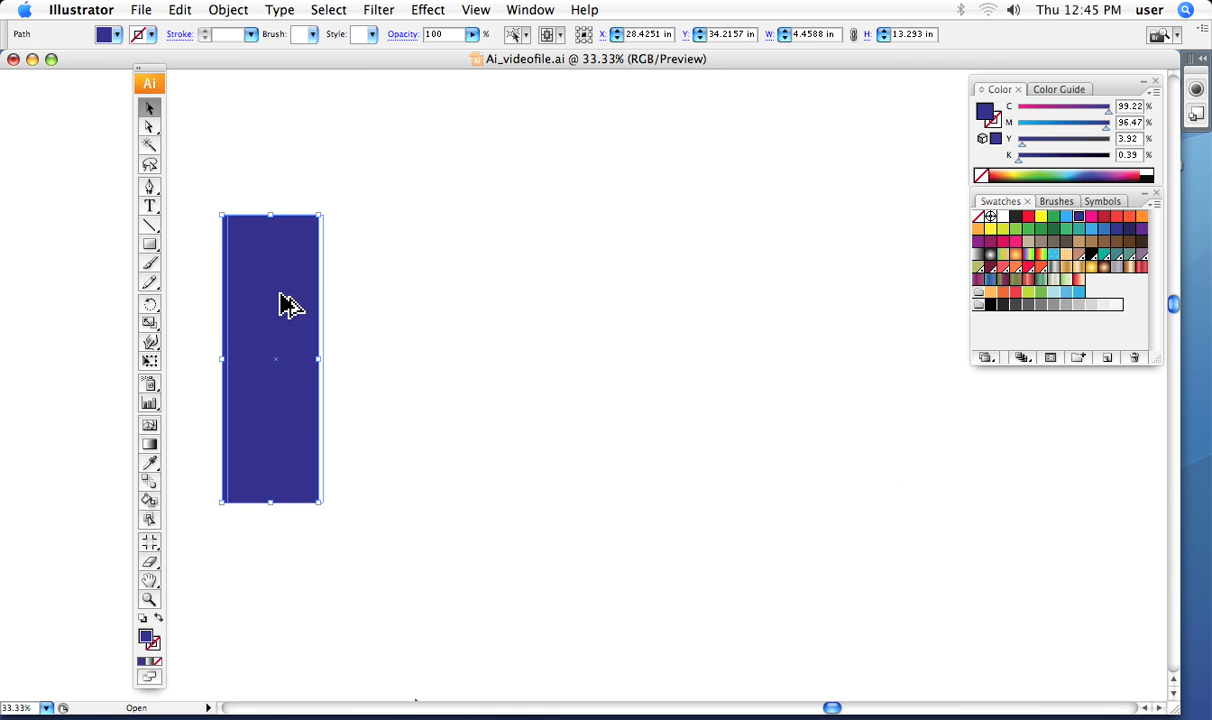 Illustrator File Edit Object Type Select Filter Effect View Window Help Thu 12:45 PM user
Path Stroke: Brush: Style: Opacity: 100 % X: 28.4251 in Y: 34.2157 in W: 4.4588 in H: 13.293 in
Ai_videofile.ai @ 33.33% (RGB/Preview)
Ai
Color Color Guide
C 99.22 %
M 96.47 %
Y 3.92 %
K 0.39 %
Swatches Brushes Symbols
T
33.33% Open